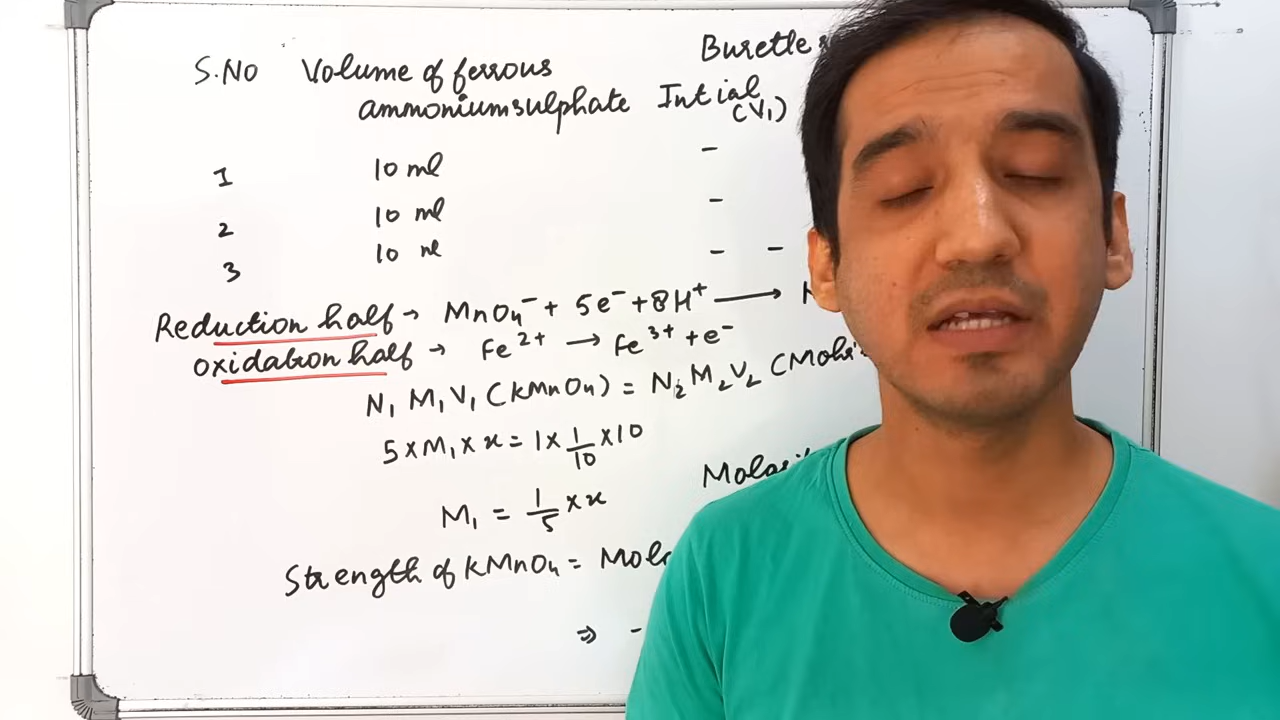 Burette
S.No Volume of ferrous
ammonium sulphate Intial
(V₁)
1 10 ml -
2 10 ml -
3 10 ml - -
Reduction half → MnO₄⁻ + 5e⁻ + 8H⁺ ⟶
oxidation half → Fe²⁺ → Fe³⁺ + e⁻
N₁ M₁ V₁ (KMnO₄) = N₂ M₂ V₂
5 × M₁ × x = 1 × 1/10 × 10
M₁ = 1/5 × x
Strength of KMnO₄ =
⇒ -